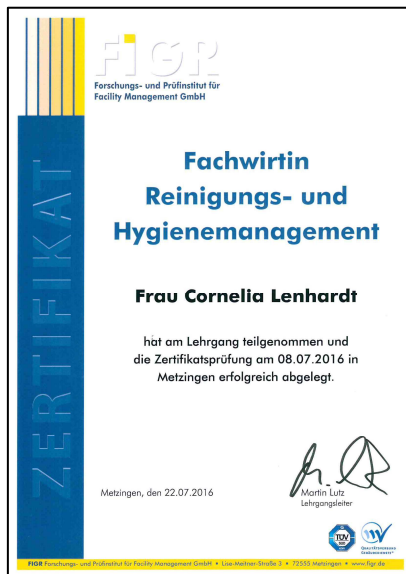 FIGR
Forschungs- und Prüfinstitut für
Facility Management GmbH
ZERTIFIKAT
Fachwirtin
Reinigungs- und
Hygienemanagement
Frau Cornelia Lenhardt
hat am Lehrgang teilgenommen und
die Zertifikatsprüfung am 08.07.2016 in
Metzingen erfolgreich abgelegt.
Metzingen, den 22.07.2016
Martin Lutz
Lehrgangsleiter
TÜV
FIGR Forschungs- und Prüfinstitut für Facility Management GmbH • Lise-Meitner-Straße 3 • 72555 Metzingen • www.figr.de